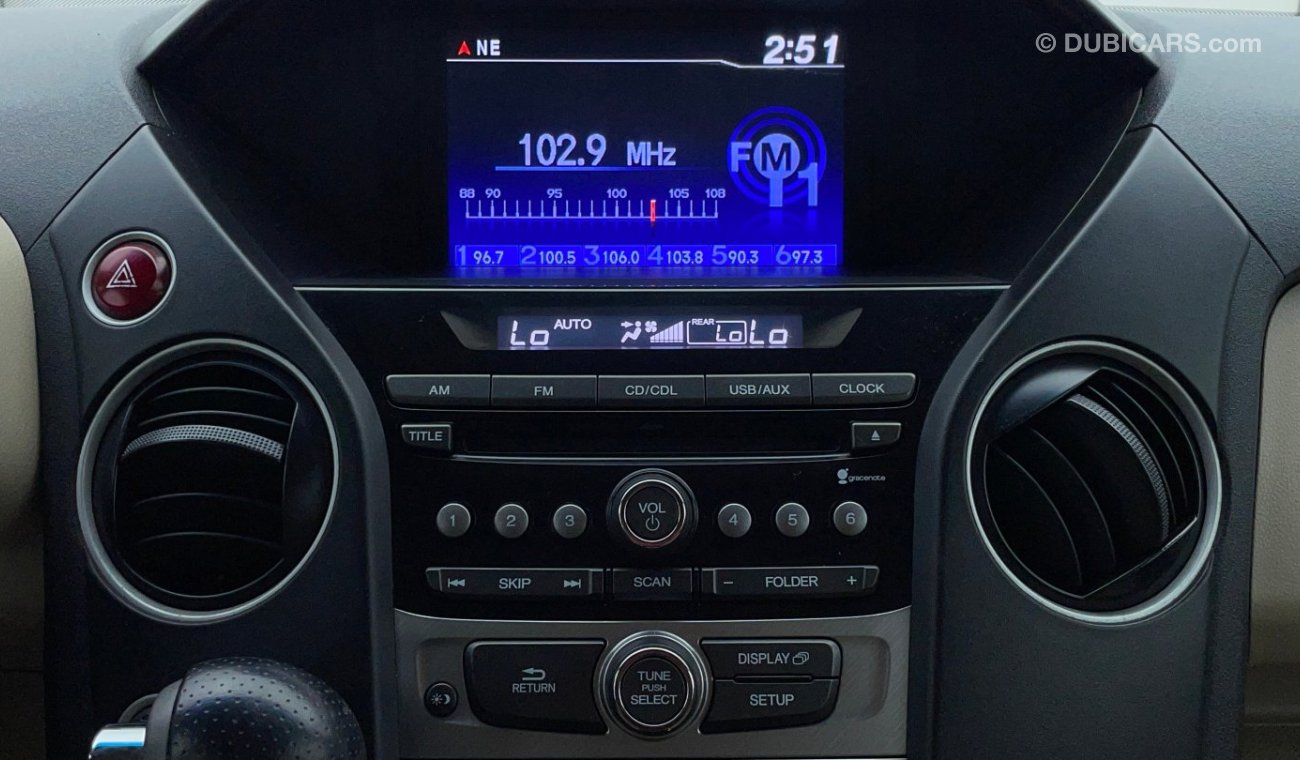 © DUBICARS.com
NE 2:51
102.9 MHz
FM1
88 90 95 100 105 108
1 96.7 2 100.5 3 106.0 4 103.8 5 90.3 6 97.3
Lo AUTO REAR Lo Lo
AM FM CD/CDL USB/AUX CLOCK
TITLE
gracenote
1 2 3 VOL 4 5 6
SKIP SCAN − FOLDER +
RETURN
TUNE
PUSH
SELECT
DISPLAY
SETUP